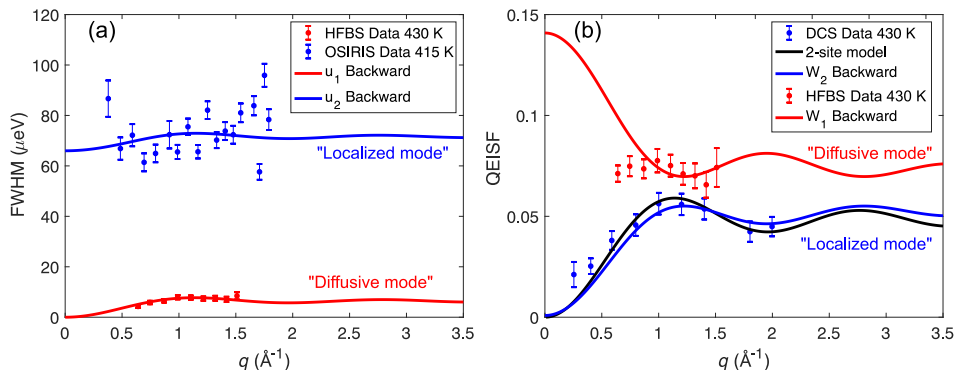 (a)
HFBS Data 430 K
OSIRIS Data 415 K
u1 Backward
u2 Backward
"Localized mode"
"Diffusive mode"
FWHM (μeV)
120
100
80
60
40
20
0
0 0.5 1 1.5 2 2.5 3 3.5
q (Å-1)
(b)
DCS Data 430 K
2-site model
W2 Backward
HFBS Data 430 K
W1 Backward
"Diffusive mode"
"Localized mode"
QEISF
0.15
0.1
0.05
0
0 0.5 1 1.5 2 2.5 3 3.5
q (Å-1)